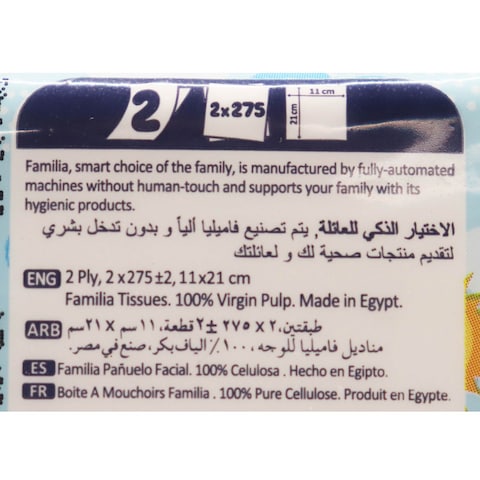 2
2x275
11 cm
21cm
Familia, smart choice of the family, is manufactured by fully-automated
machines without human-touch and supports your family with its
hygienic products.
الاختيار الذكي للعائلة, يتم تصنيع فاميليا آلياً و بدون تدخل بشري
لتقديم منتجات صحية لك و لعائلتك
ENG 2 Ply, 2x275±2, 11x21 cm
Familia Tissues. 100% Virgin Pulp. Made in Egypt.
ARB طبقتين، ٢ x ٢٧٥ ±٢ قطعة، ١١ سم x ٢١سم
مناديل فاميليا للوجه، ١٠٠٪ ألياف بكر، صنع في مصر.
ES Familia Pañuelo Facial. 100% Celulosa . Hecho en Egipto.
FR Boite A Mouchoirs Familia . 100% Pure Cellulose. Produit en Egypte.